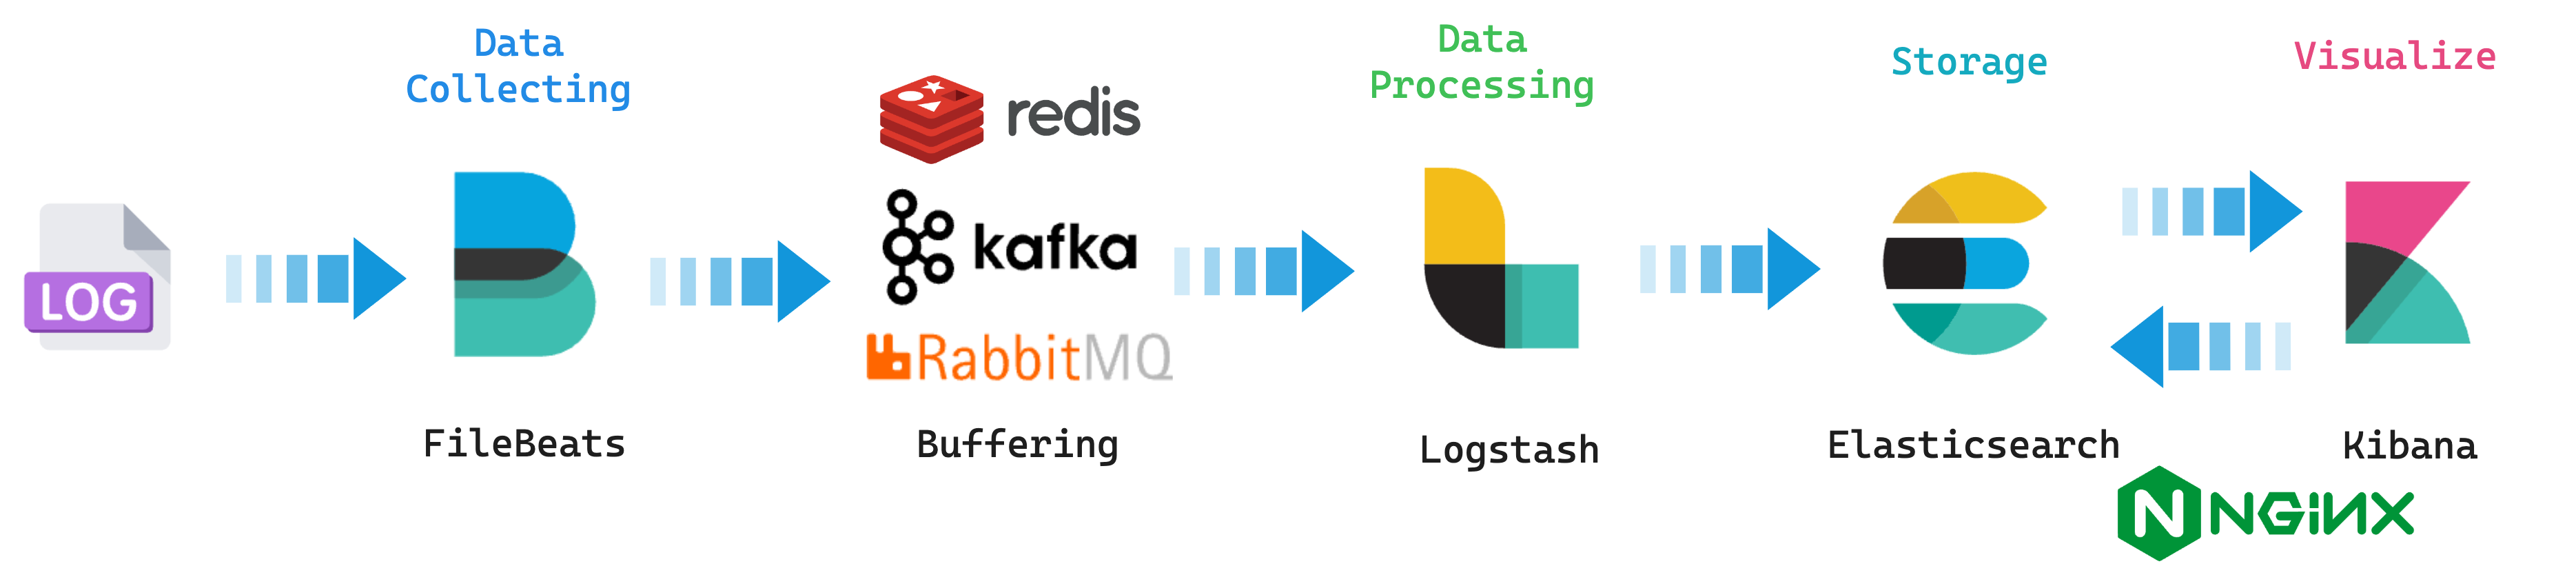 LOG
Data
Collecting
FileBeats
redis
kafka
RabbitMQ
Buffering
Data
Processing
Logstash
Storage
Elasticsearch
Visualize
Kibana
N NGiNX